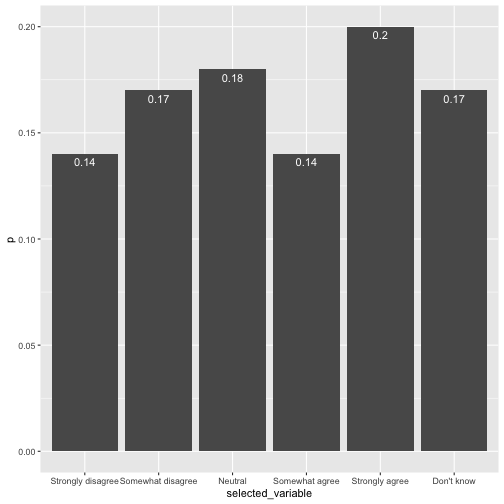 0.20
0.15
0.10
0.05
0.00
p
0.14
0.17
0.18
0.14
0.2
0.17
Strongly disagree
Somewhat disagree
Neutral
Somewhat agree
Strongly agree
Don't know
selected_variable